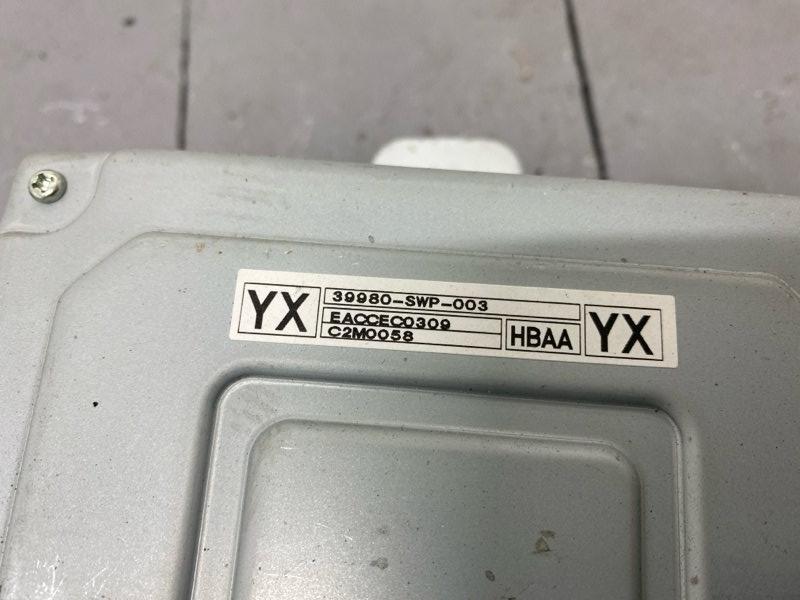 YX
39980-SWP-003
EACCEC0309
C2M0058
HBAA
YX